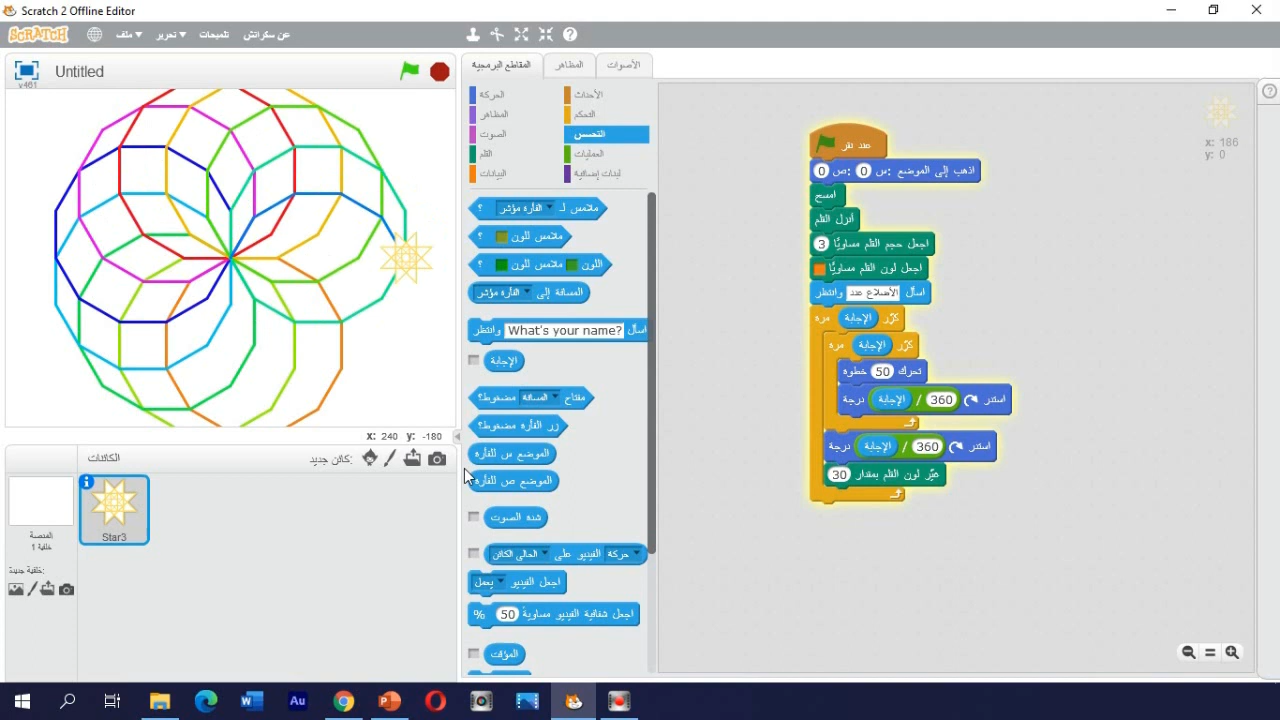 Scratch 2 Offline Editor
SCRATCH ملف تحرير تلميحات عن سكراتش
v461 Untitled
المقاطع البرمجية المظاهر الأصوات
الحركة الأحداث
المظاهر التحكم
الصوت التحسس
القلم العمليات
البيانات لبنات إضافية
ملامس لـ مؤشر الفأرة ؟
ملامس للون ؟
اللون ملامس للون ؟
المسافة إلى مؤشر الفأرة
اسأل What's your name? وانتظر
الإجابة
مفتاح المسافة مضغوط؟
زر الفأرة مضغوط؟
الموضع س للفأرة
الموضع ص للفأرة
شدة الصوت
حركة الفيديو على الكائن الحالي
اجعل الفيديو يعمل
اجعل شفافية الفيديو مساويةً 50 %
المؤقت
عند نقر
اذهب إلى الموضع س: 0 ص: 0
امسح
أنزل القلم
اجعل حجم القلم مساويًا 3
اجعل لون القلم مساويًا
اسأل عدد الأضلاع وانتظر
كرّر الإجابة مرة
كرّر الإجابة مرة
تحرك 50 خطوة
استدر 360 / الإجابة درجة
استدر 360 / الإجابة درجة
غيّر لون القلم بمقدار 30
x: 186
y: 0
x: 240 y: -180
الكائنات كائن جديد:
المنصة
خلفية 1
خلفية جديدة:
Star3
Au